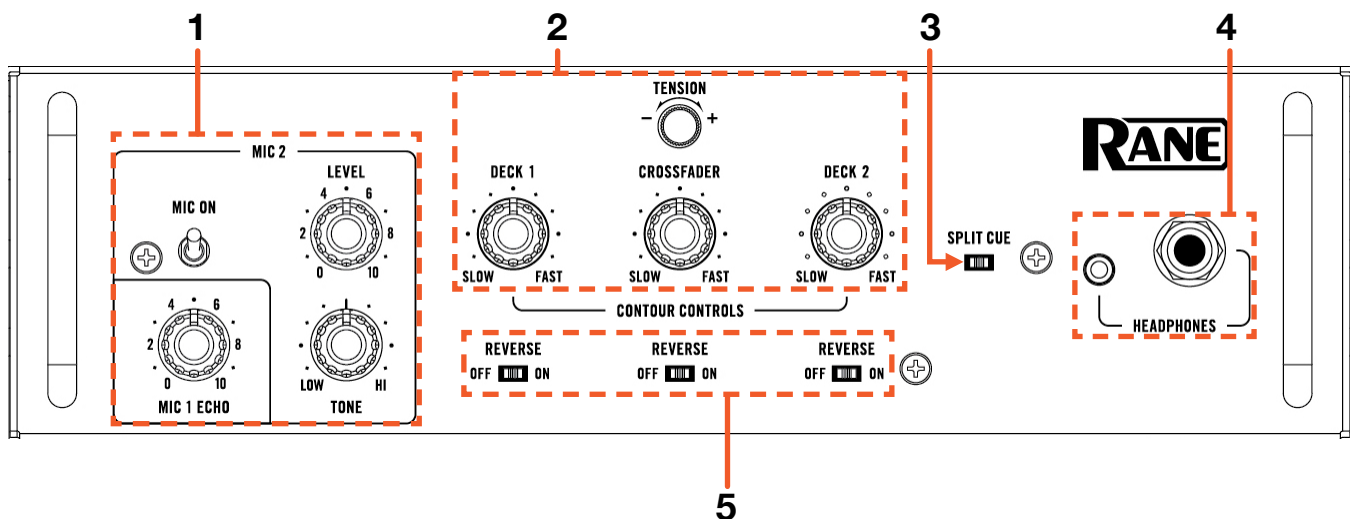 1 2 3 4
TENSION
− +
MIC 2
LEVEL
4 6
2 8
0 10
MIC ON
DECK 1 CROSSFADER DECK 2
SLOW FAST SLOW FAST SLOW FAST
CONTOUR CONTROLS
SPLIT CUE
RANE
HEADPHONES
4 6
2 8
0 10
MIC 1 ECHO
LOW HI
TONE
REVERSE REVERSE REVERSE
OFF ON OFF ON OFF ON
5